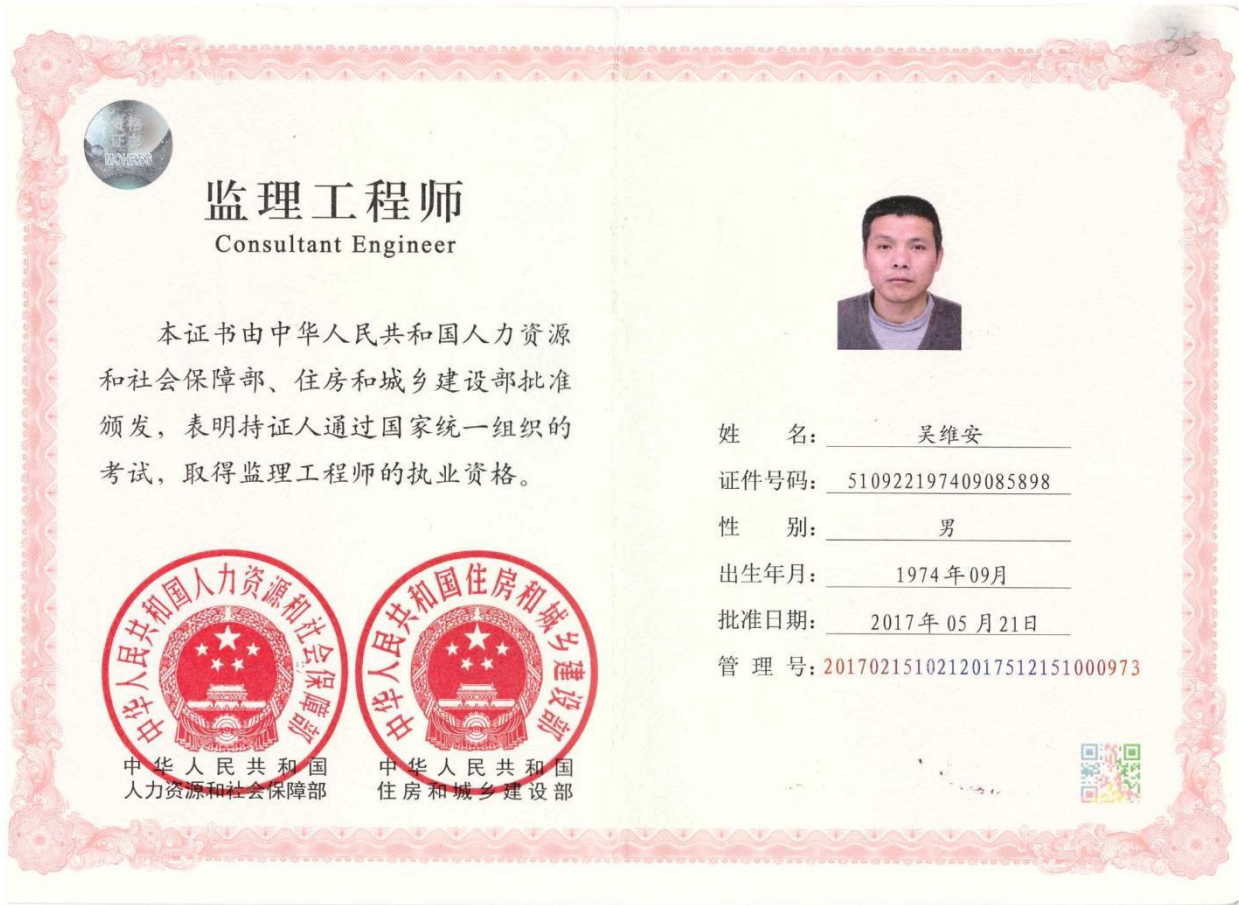 35
资格
证书
MOHRSS
监理工程师
Consultant Engineer
本证书由中华人民共和国人力资源
和社会保障部、住房和城乡建设部批准
颁发，表明持证人通过国家统一组织的
考试，取得监理工程师的执业资格。
中华人民共和国人力资源和社会保障部
中华人民共和国住房和城乡建设部
中华人民共和国
人力资源和社会保障部
中华人民共和国
住房和城乡建设部
姓 名：吴维安
证件号码：510922197409085898
性 别：男
出生年月：1974年09月
批准日期：2017年05月21日
管 理 号：2017021510212017512151000973